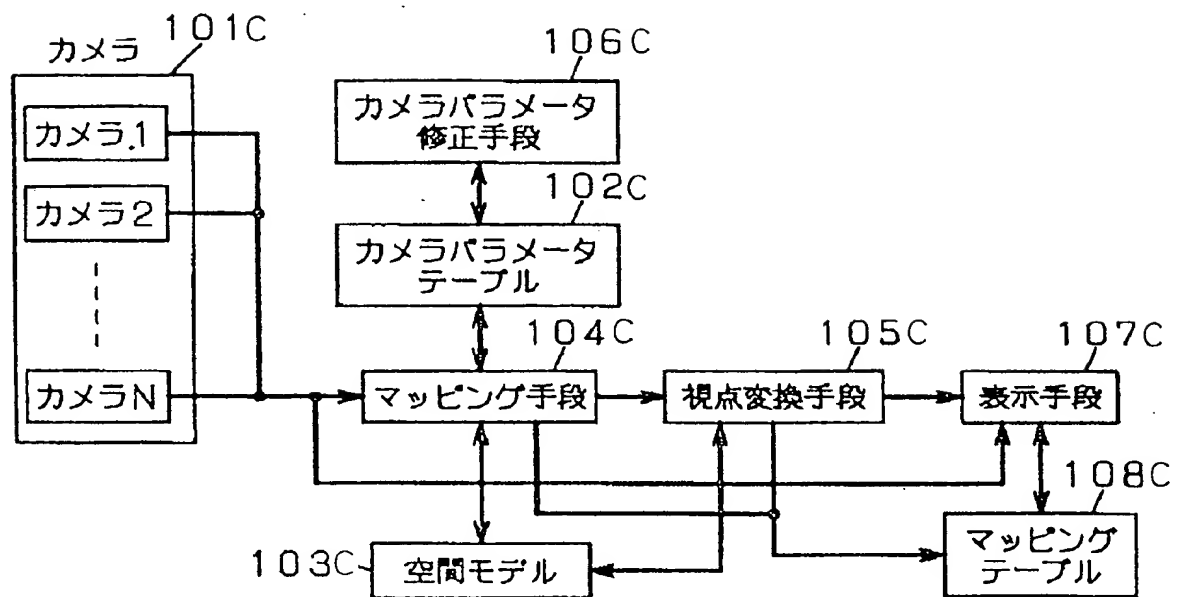 カメラ
101C
カメラ.1
カメラ2
カメラN
106C
カメラパラメータ
修正手段
102C
カメラパラメータ
テーブル
104C
マッピング手段
105C
視点変換手段
107C
表示手段
108C
マッピング
テーブル
103C
空間モデル